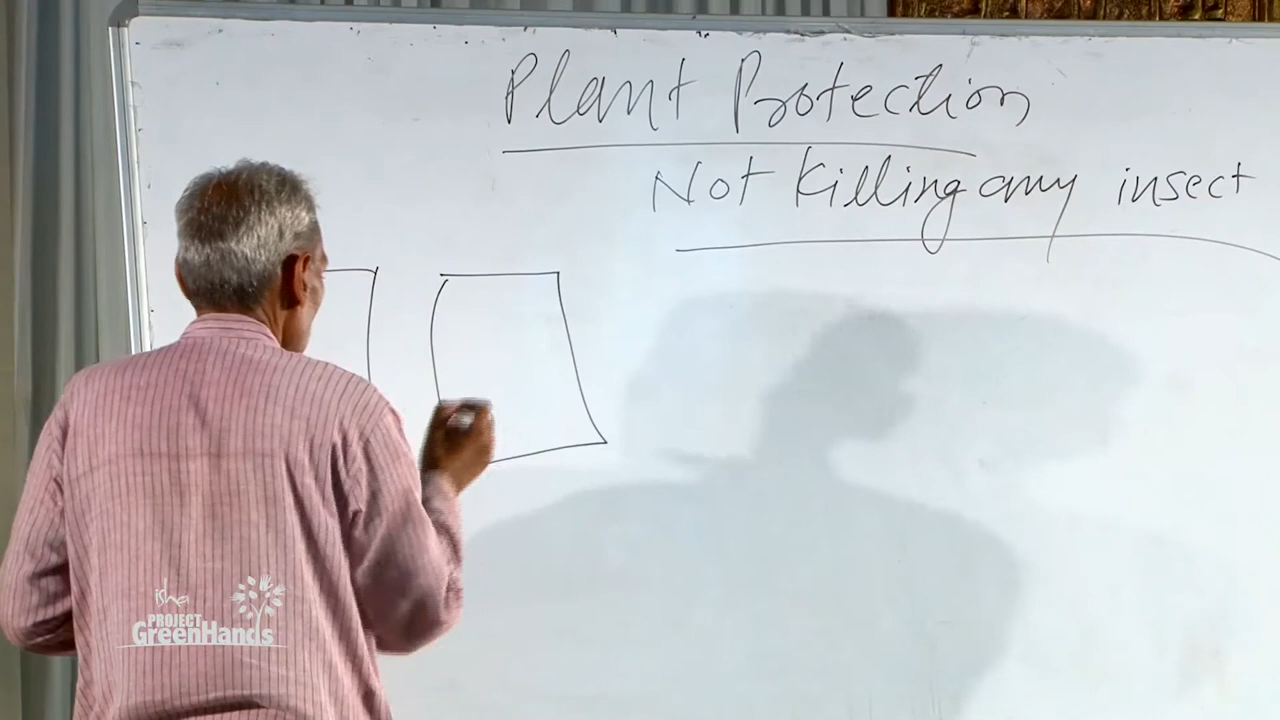 Plant Protection
Not Killing any insect
isha
PROJECT
GreenHands